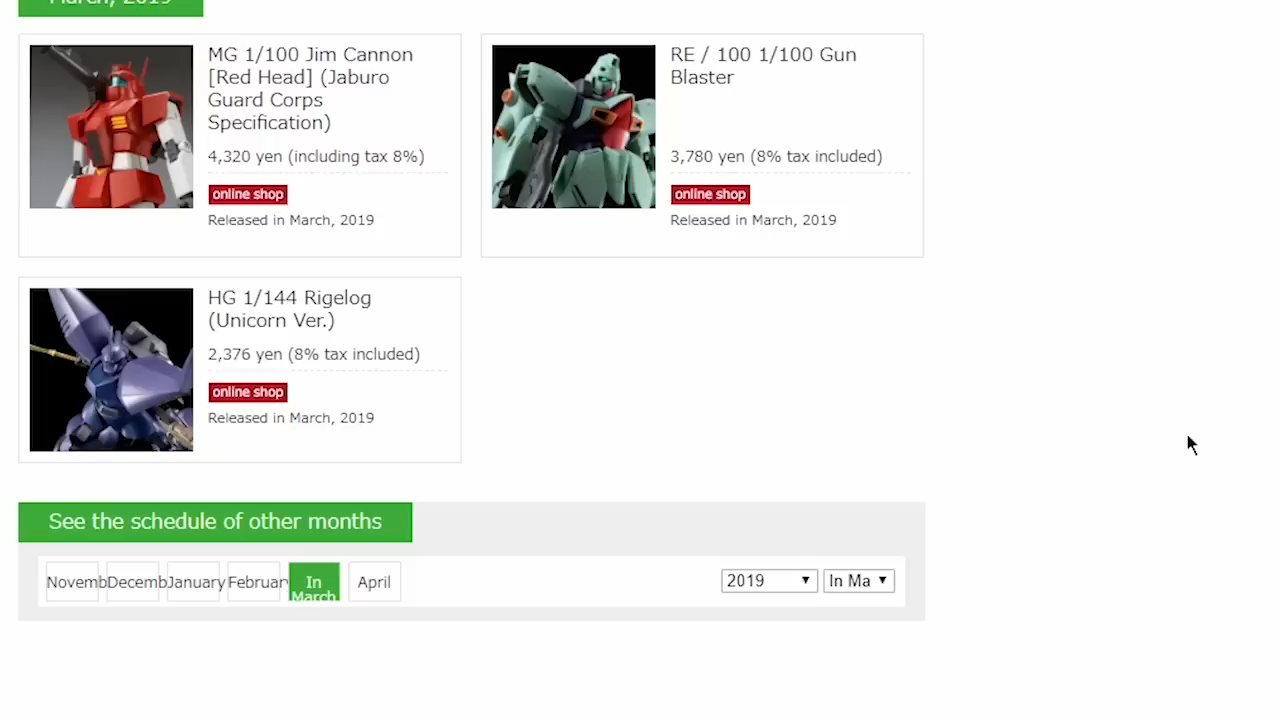 March, 2019
MG 1/100 Jim Cannon
[Red Head] (Jaburo
Guard Corps
Specification)
4,320 yen (including tax 8%)
online shop
Released in March, 2019
RE / 100 1/100 Gun
Blaster
3,780 yen (8% tax included)
online shop
Released in March, 2019
HG 1/144 Rigelog
(Unicorn Ver.)
2,376 yen (8% tax included)
online shop
Released in March, 2019
See the schedule of other months
Novemb Decemb January Februar In March April 2019 In Ma